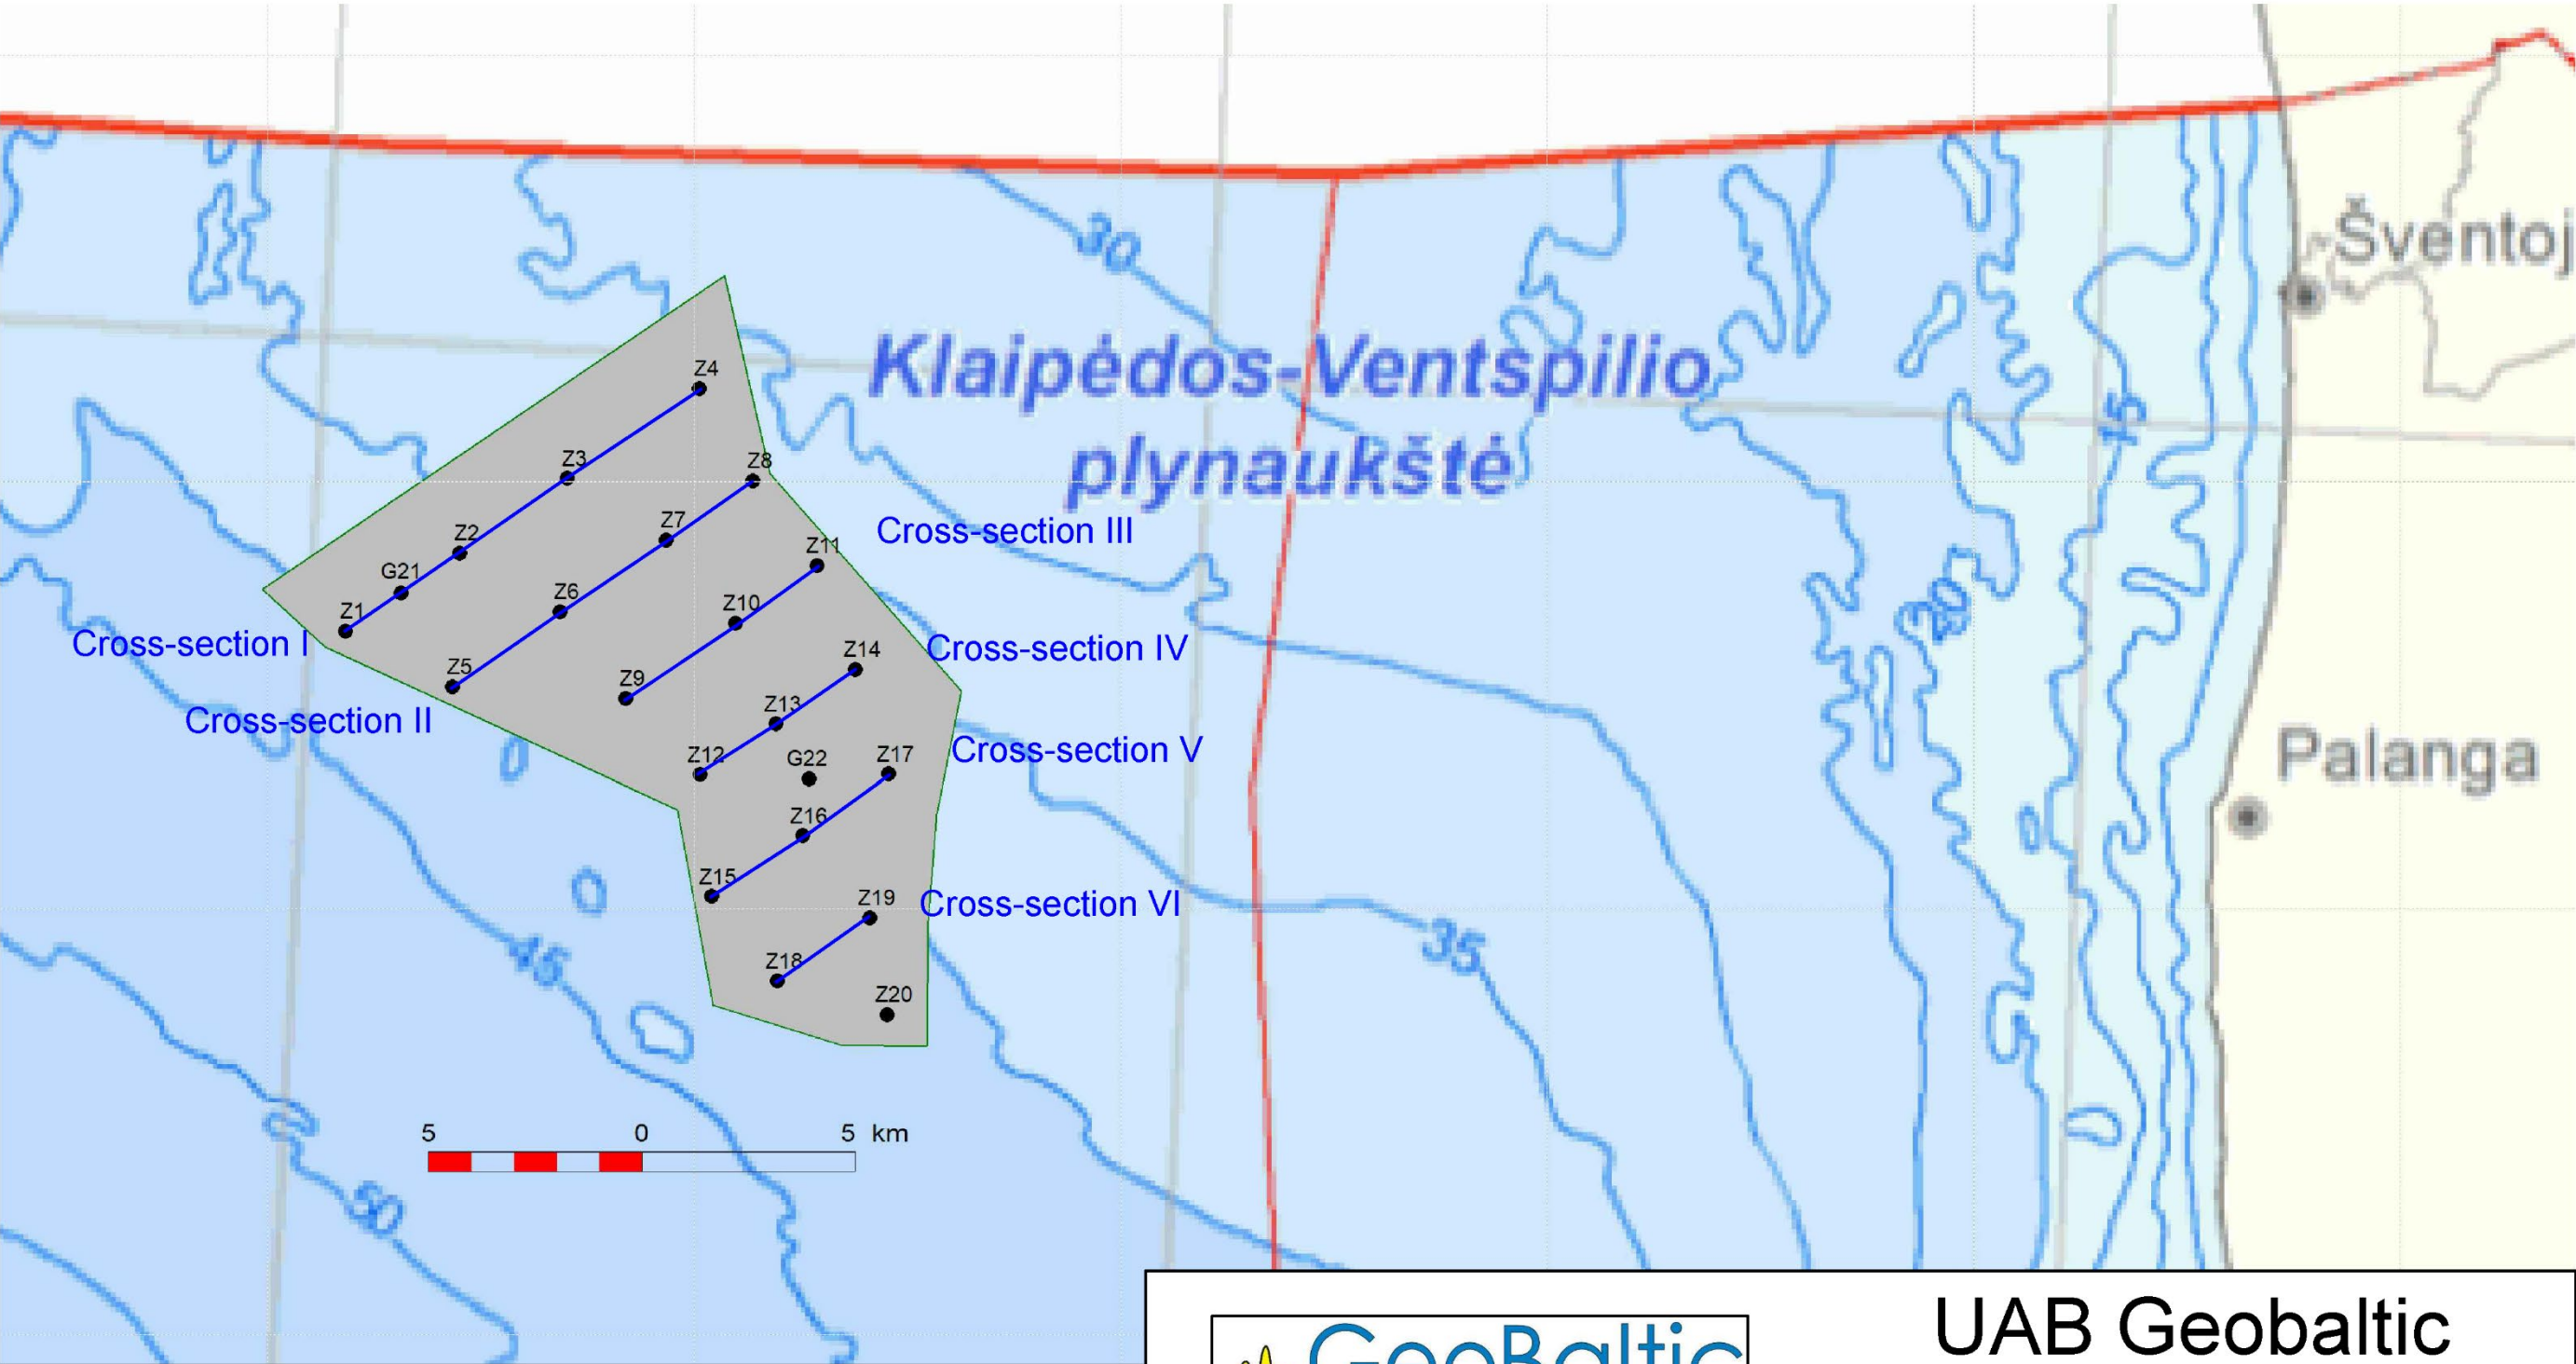 Šventoj
30
Klaipėdos-Ventspilio
plynaukštė
Z4
15
Z3
Z8
Z7
Cross-section III
Z2
Z11
G21
Z6
Z10
20
Z1
Cross-section I
Cross-section IV
Z14
Z5
Z9
Z13
Cross-section II
Z12
G22
Z17
Cross-section V
Palanga
Z16
Z15
Z19
Cross-section VI
35
45
Z18
Z20
5 0 5 km
50
GeoBaltic
UAB Geobaltic